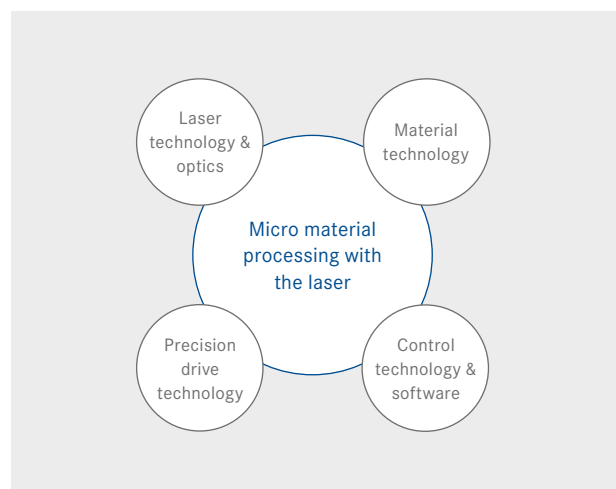 Laser
technology &
optics
Material
technology
Micro material
processing with
the laser
Precision
drive
technology
Control
technology &
software